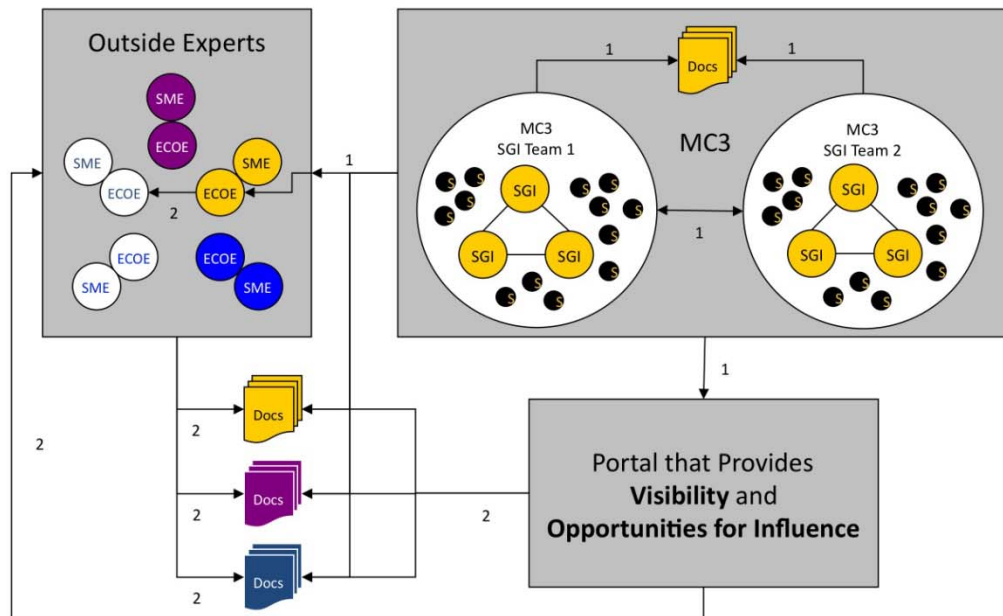 Outside Experts
SME
ECOE
SME
ECOE
SME
ECOE
2
ECOE
SME
ECOE
SME
1
1
1
Docs
MC3
MC3
SGI Team 1
SGI
SGI
SGI
S
S
S
S
S
S
S
S
S
S
S
S
S
1
MC3
SGI Team 2
SGI
SGI
SGI
S
S
S
S
S
S
S
S
S
S
S
S
S
1
2
Docs
2
Docs
2
Docs
2
2
Portal that Provides
Visibility and
Opportunities for Influence